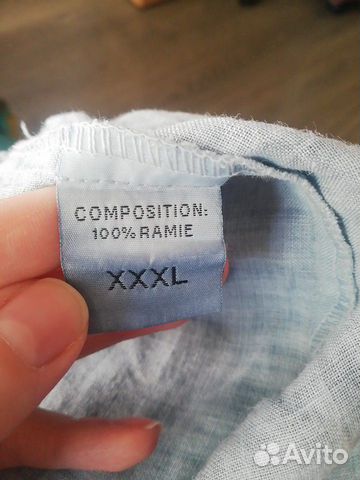 COMPOSITION:
100% RAMIE
XXXL
Avito